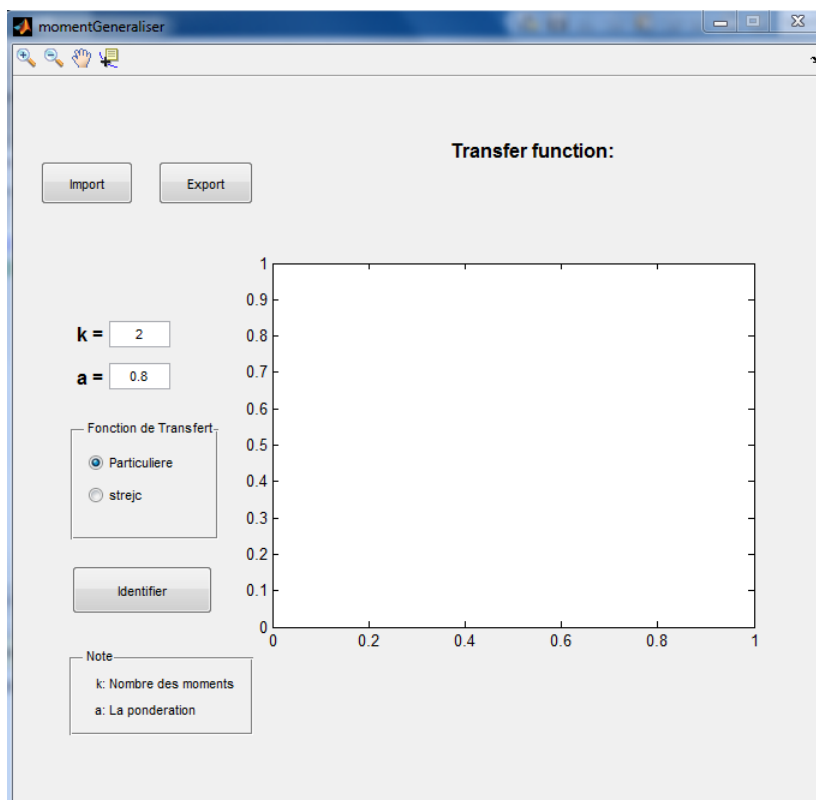 momentGeneraliser
Transfer function:
Import
Export
k =
2
a =
0.8
Fonction de Transfert
Particuliere
strejc
Identifier
Note
k: Nombre des moments
a: La ponderation
1
0.9
0.8
0.7
0.6
0.5
0.4
0.3
0.2
0.1
0
0 0.2 0.4 0.6 0.8 1